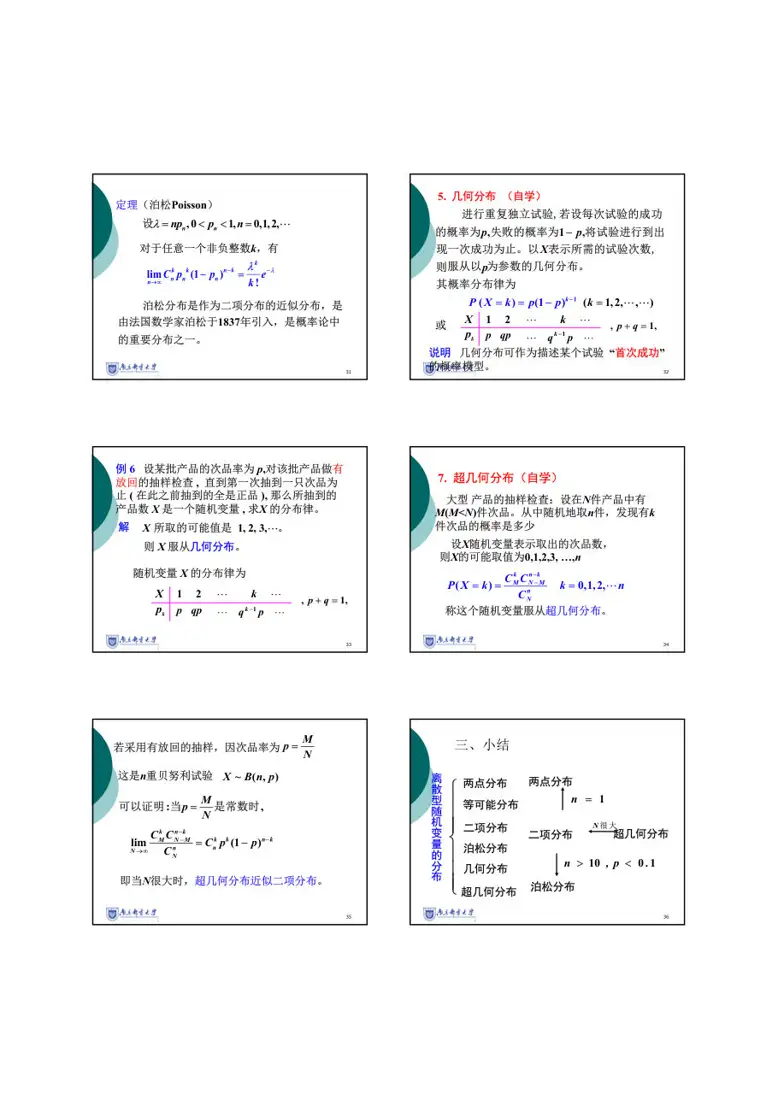 定理（泊松Poisson）
设λ = npₙ, 0 < pₙ < 1, n = 0,1,2,⋯
对于任意一个非负整数k，有
lim_{n→∞} C_n^k p_n^k (1 − p_n)^{n−k} = λ^k/k! e^{−λ}
泊松分布是作为二项分布的近似分布，是
由法国数学家泊松于1837年引入，是概率论中
的重要分布之一。
31
5. 几何分布 （自学）
进行重复独立试验,若设每次试验的成功
的概率为p,失败的概率为1− p,将试验进行到出
现一次成功为止。以X表示所需的试验次数,
则服从以p为参数的几何分布。
其概率分布律为
P (X = k) = p(1 − p)^{k−1} (k = 1,2,⋯,⋯)
或
X 1 2 ⋯ k ⋯
p_k p qp ⋯ q^{k−1}p ⋯ , p + q = 1,
说明 几何分布可作为描述某个试验 “首次成功”
的概率模型。
32
例 6 设某批产品的次品率为 p,对该批产品做有
放回的抽样检查 , 直到第一次抽到一只次品为
止 ( 在此之前抽到的全是正品 ), 那么所抽到的
产品数 X 是一个随机变量 , 求X 的分布律。
解 X 所取的可能值是 1, 2, 3,⋯。
则 X 服从几何分布。
随机变量 X 的分布律为
X 1 2 ⋯ k ⋯
p_k p qp ⋯ q^{k−1}p ⋯ , p + q = 1,
33
7. 超几何分布（自学）
大型 产品的抽样检查：设在N件产品中有
M(M<N)件次品。从中随机地取n件，发现有k
件次品的概率是多少
设X随机变量表示取出的次品数，
则X的可能取值为0,1,2,3, …,n
P(X = k) = C_M^k C_{N−M}^{n−k} / C_N^n k = 0,1,2,⋯ n
称这个随机变量服从超几何分布。
34
若采用有放回的抽样，因次品率为 p = M/N
这是n重贝努利试验 X ~ B(n, p)
可以证明 : 当p = M/N 是常数时 ,
lim_{N→∞} C_M^k C_{N−M}^{n−k} / C_N^n = C_n^k p^k (1 − p)^{n−k}
即当N很大时，超几何分布近似二项分布。
35
三、小结
离散型随机变量的分布
两点分布
等可能分布
二项分布
泊松分布
几何分布
超几何分布
两点分布
n = 1
二项分布
N 很大
超几何分布
n > 10 , p < 0.1
泊松分布
36